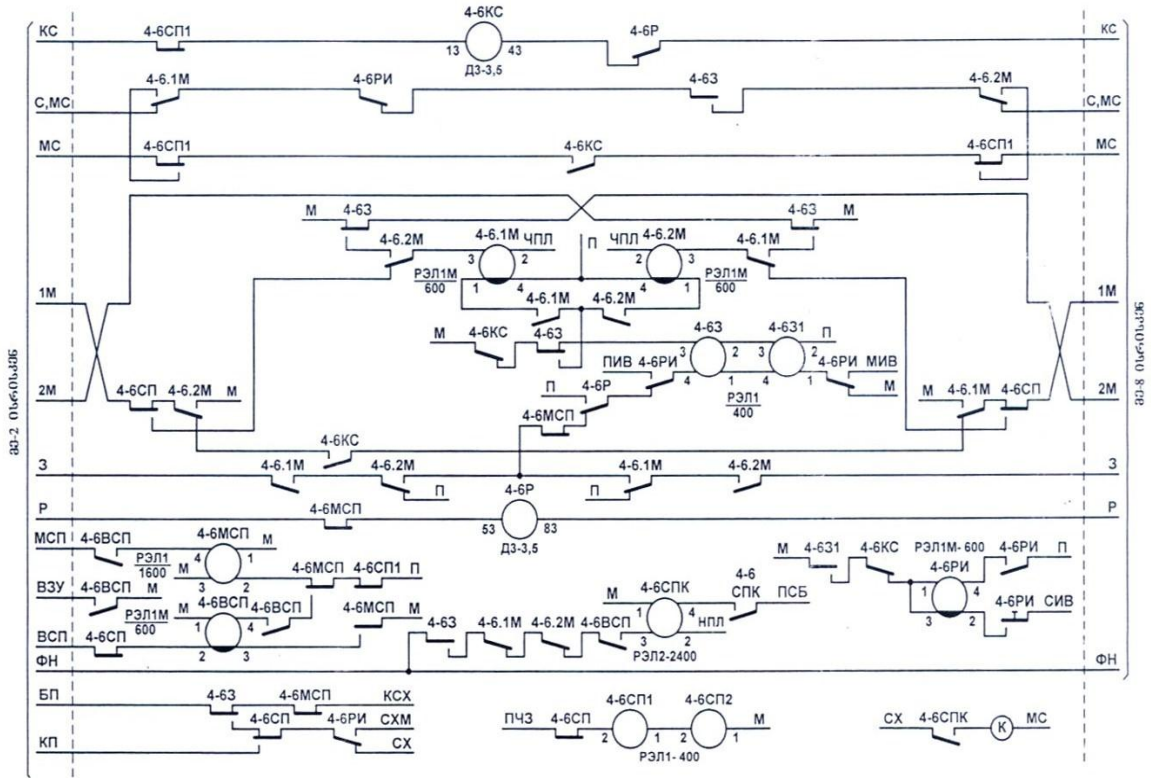 4-6КС
КС 4-6СП1 13 43 4-6Р КС
Д3-3,5
4-6.1М 4-6РИ 4-63 4-6.2М
С,МС С,МС
МС 4-6СП1 4-6КС 4-6СП1 МС
М 4-63 4-63 М
4-6.2М 4-6.1М ЧПЛ П ЧПЛ 4-6.2М 4-6.1М
3 2 2 3
РЭЛ1М 600 1 4 4 1 РЭЛ1М 600
1М 4-6.1М 4-6.2М 1М
М 4-6КС 4-63 4-63 4-631 П
3 2 3 2
ПИВ 4-6РИ 4 1 4 1 4-6РИ МИВ
2М 4-6СП 4-6.2М М П 4-6Р РЭЛ1 400 М М 4-6.1М 4-6СП 2М
4-6МСП
4-6КС
З 4-6.1М 4-6.2М 4-6.1М 4-6.2М З
П П
4-6Р
Р 4-6МСП 53 83 Р
Д3-3,5
МСП 4-6ВСП 4-6МСП М
РЭЛ1 1600 4 1
М 3 2 4-6МСП 4-6СП1 П
М 4-631 4-6КС РЭЛ1М- 600 4-6РИ П
4-6РИ
1 4
3 2 4-6РИ СИВ
ВЗУ 4-6ВСП М 4-6ВСП
РЭЛ1М 600 М 1 4 4-6ВСП 4-6МСП М
2 3
4-6СПК 4-6 СПК ПСБ
М 1 4
3 2 НПЛ
4-63 4-6.1М 4-6.2М 4-6ВСП
РЭЛ2-2400
ВСП 4-6СП
ФН ФН
БП 4-63 4-6МСП КСХ
4-6СП 4-6РИ СХМ
КП СХ
4-6СП1 4-6СП2
ПЧЗ 4-6СП 2 1 2 1 М
РЭЛ1- 400
СХ 4-6СПК К МС